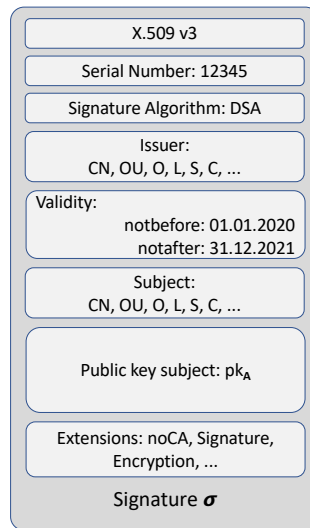 X.509 v3
Serial Number: 12345
Signature Algorithm: DSA
Issuer:
CN, OU, O, L, S, C, ...
Validity:
notbefore: 01.01.2020
notafter: 31.12.2021
Subject:
CN, OU, O, L, S, C, ...
Public key subject: pkA
Extensions: noCA, Signature,
Encryption, ...
Signature σ